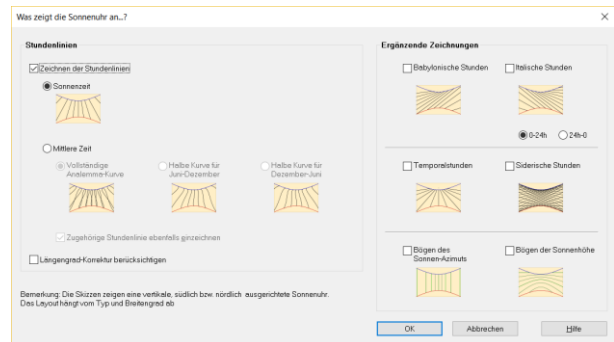 Was zeigt die Sonnenuhr an...?
Stundenlinien
Zeichnen der Stundenlinien
Sonnenzeit
Mittlere Zeit
Vollständige
Analemma-Kurve
Halbe Kurve für
Juni-Dezember
Halbe Kurve für
Dezember-Juni
Zugehörige Stundenlinie ebenfalls einzeichnen
Längengrad-Korrektur berücksichtigen
Bemerkung: Die Skizzen zeigen eine vertikale, südlich bzw. nördlich ausgerichtete Sonnenuhr.
Das Layout hängt vom Typ und Breitengrad ab
Ergänzende Zeichnungen
Babylonische Stunden
Italische Stunden
0-24h
24h-0
Temporalstunden
Siderische Stunden
Bögen des
Sonnen-Azimuts
Bögen der Sonnenhöhe
OK
Abbrechen
Hilfe